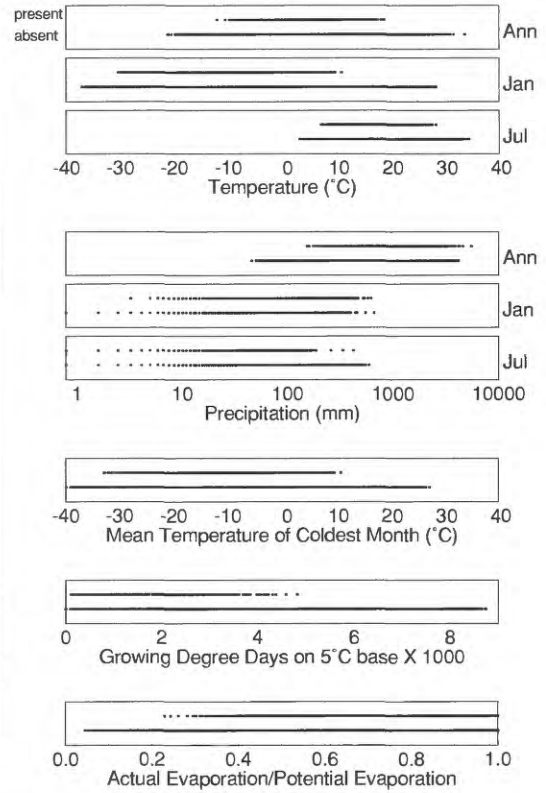 present
absent
Ann
Jan
Jul
-40 -30 -20 -10 0 10 20 30 40
Temperature (°C)
Ann
Jan
Jul
1 10 100 1000 10000
Precipitation (mm)
-40 -30 -20 -10 0 10 20 30 40
Mean Temperature of Coldest Month (°C)
0 2 4 6 8
Growing Degree Days on 5°C base X 1000
0.0 0.2 0.4 0.6 0.8 1.0
Actual Evaporation/Potential Evaporation